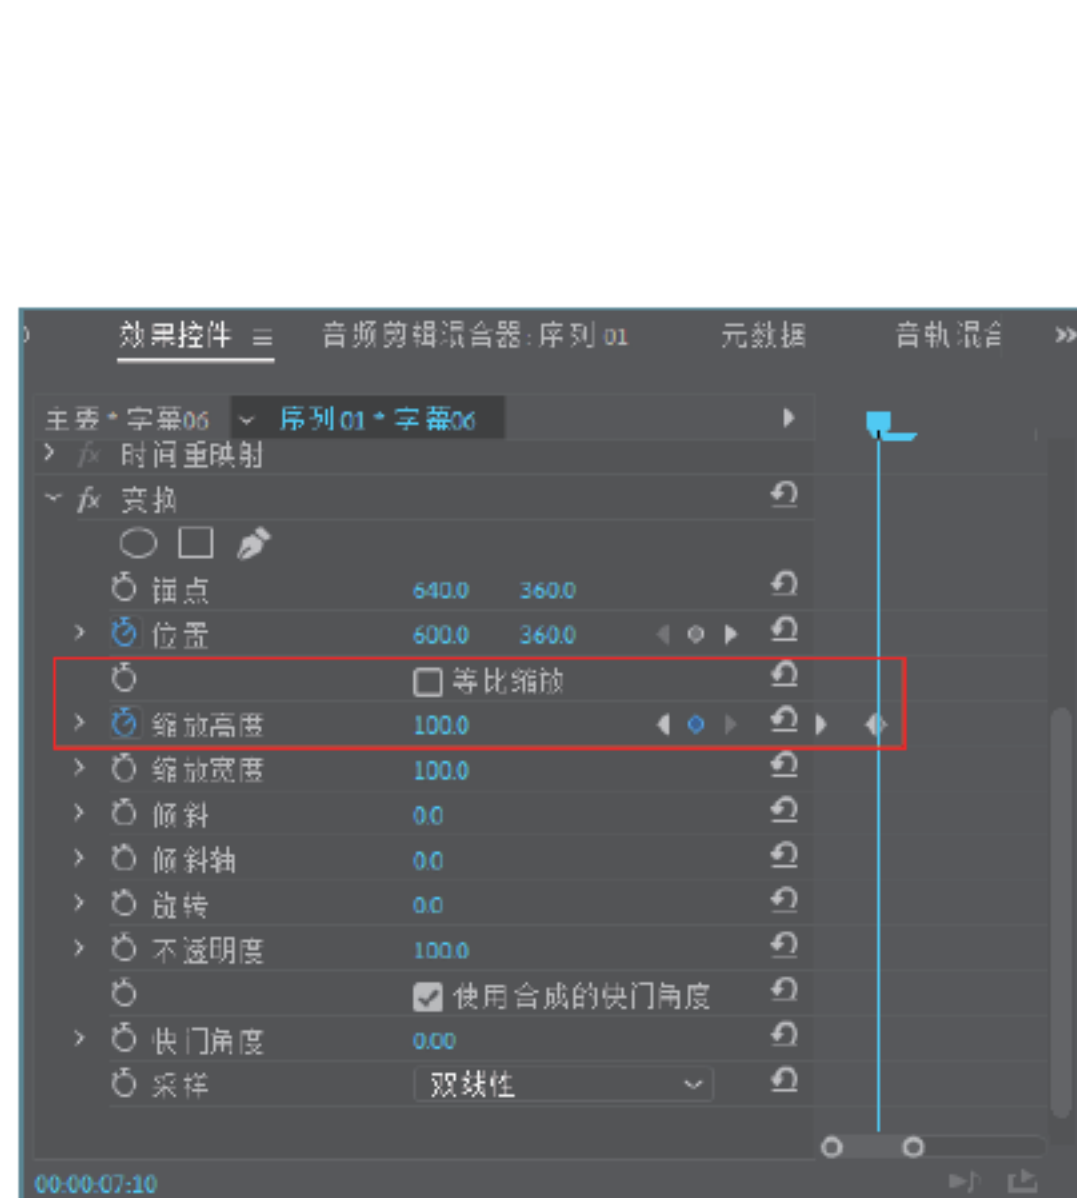 效果控件 音频剪辑混合器:序列 01 元数据 音轨混合
主要 * 字幕06 序列 01 * 字幕06
fx 时间重映射
fx 变换
锚点 640.0 360.0
位置 600.0 360.0
等比缩放
缩放高度 100.0
缩放宽度 100.0
倾斜 0.0
倾斜轴 0.0
旋转 0.0
不透明度 100.0
使用合成的快门角度
快门角度 0.00
采样 双线性
00:00:07:10